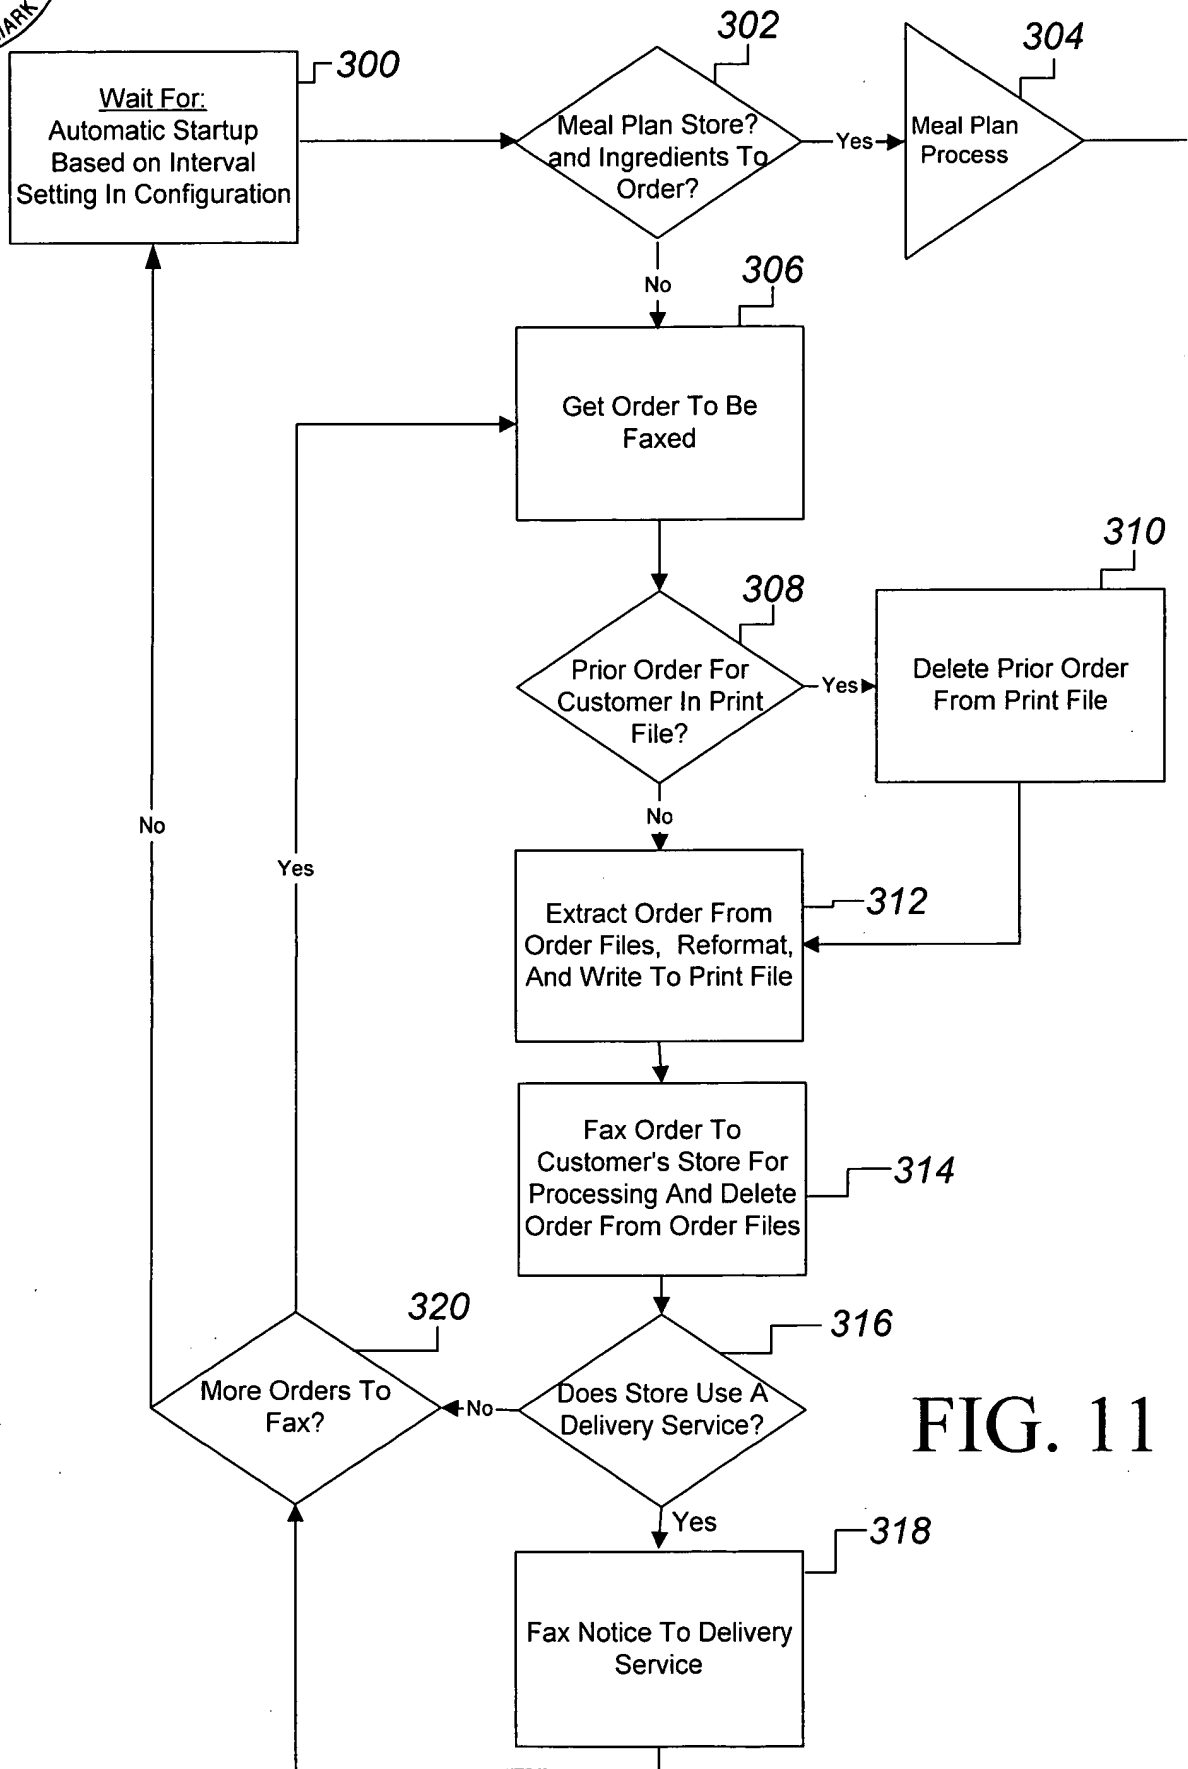 302
304
300
Wait For:
Automatic Startup
Based on Interval
Setting In Configuration
Meal Plan Store?
and Ingredients To
Order?
Yes
Meal Plan
Process
No
306
Get Order To Be
Faxed
310
308
Prior Order For
Customer In Print
File?
Yes
Delete Prior Order
From Print File
No
No
Yes
312
Extract Order From
Order Files, Reformat,
And Write To Print File
314
Fax Order To
Customer's Store For
Processing And Delete
Order From Order Files
320
316
More Orders To
Fax?
No
Does Store Use A
Delivery Service?
FIG. 11
Yes
318
Fax Notice To Delivery
Service